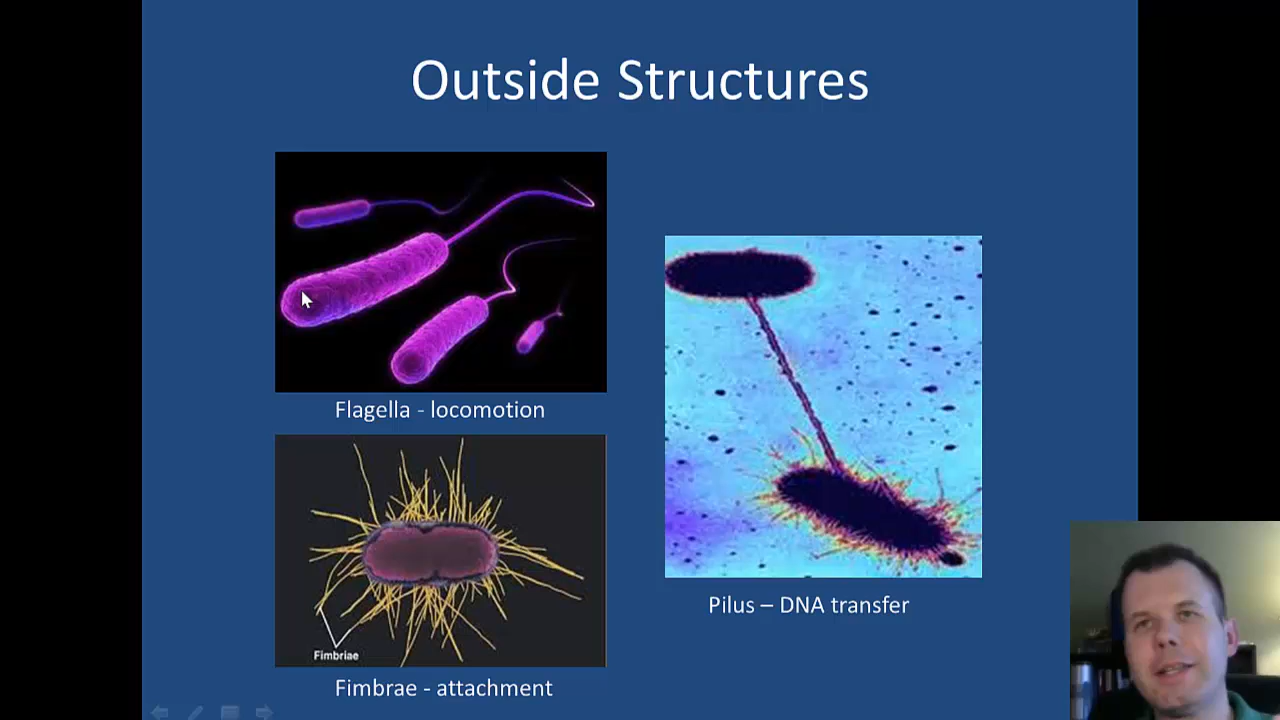 Outside Structures
Flagella - locomotion
Fimbriae
Fimbrae - attachment
Pilus – DNA transfer